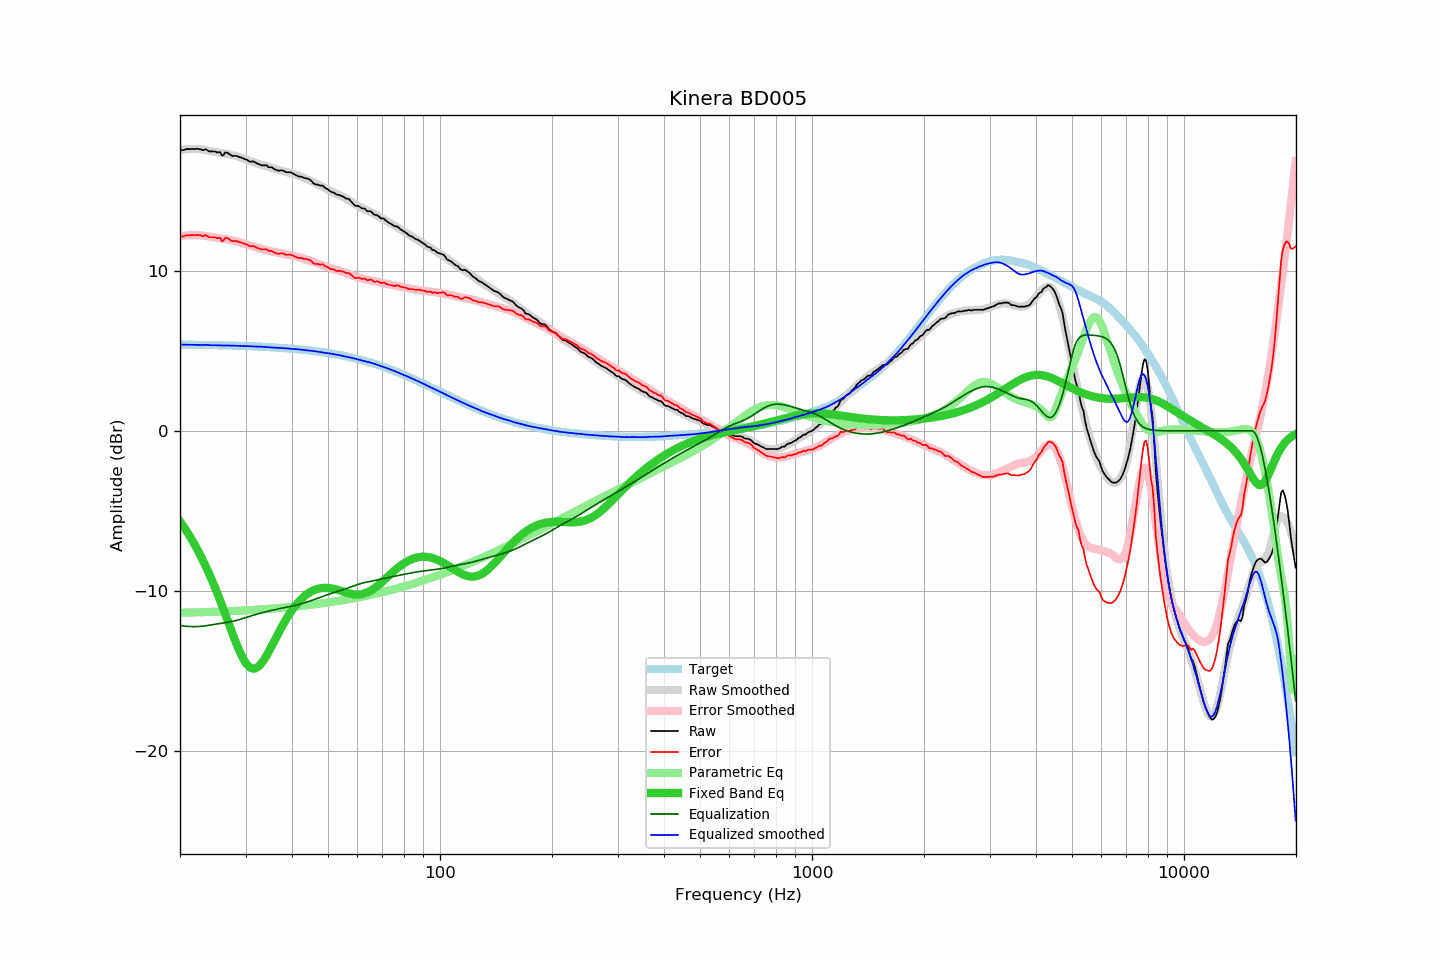 Kinera BD005
Amplitude (dBr)
10
0
−10
−20
100
1000
10000
Frequency (Hz)
Target
Raw Smoothed
Error Smoothed
Raw
Error
Parametric Eq
Fixed Band Eq
Equalization
Equalized smoothed